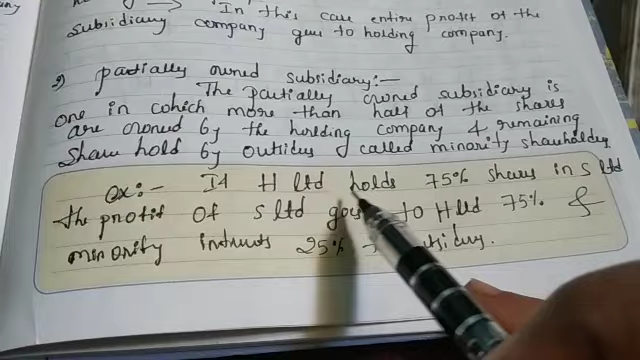 any
'In' this case entire profit of the
subsidiary company goes to holding company.
2) partially owned subsidiary:-
The partially owned subsidiary is
one in which more than half of the shares
are owned by the holding company & remaining
share hold by outsides called minority shareholders
ex:- If H ltd holds 75% shares in S ltd
the profit of S ltd goes to H ltd 75% &
minority intrests 25%